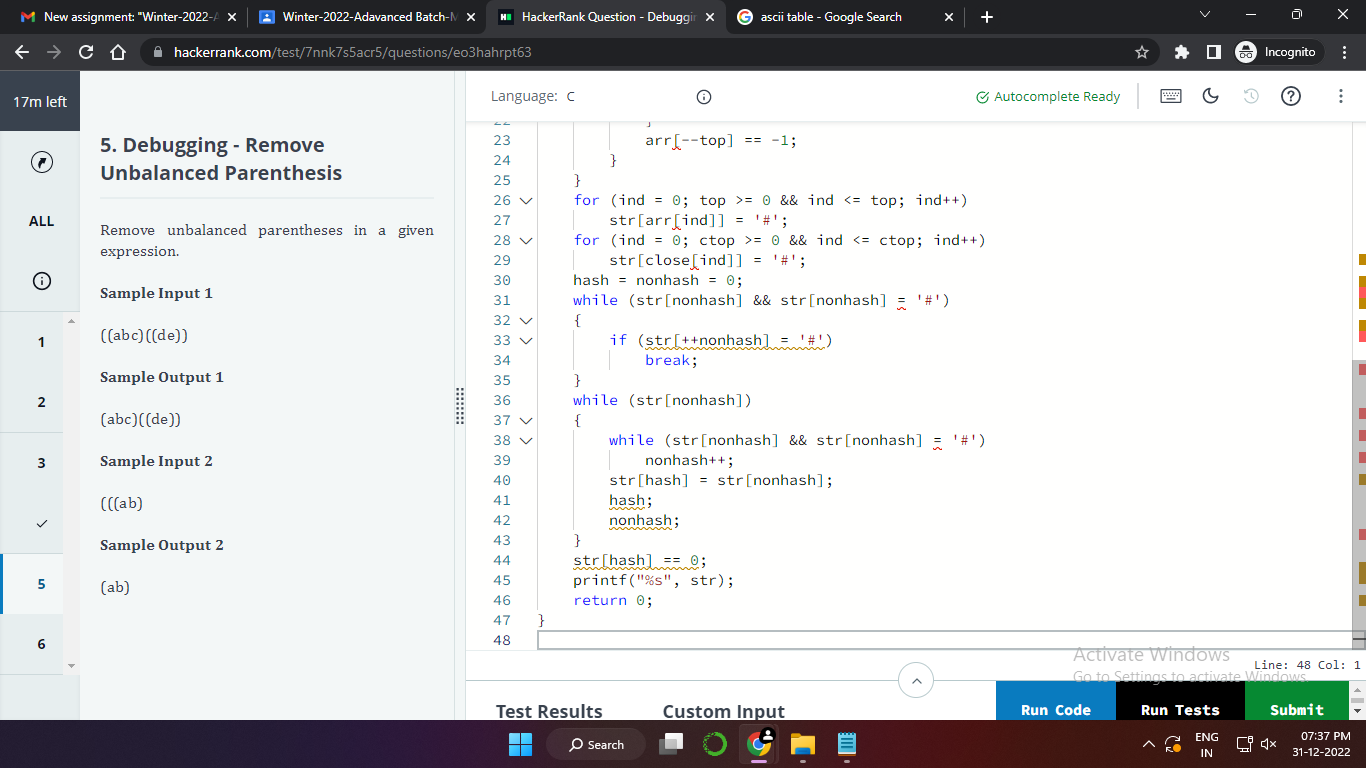 New assignment: "Winter-2022-A
Winter-2022-Adavanced Batch-M
HackerRank Question - Debuggin
ascii table - Google Search
hackerrank.com/test/7nnk7s5acr5/questions/eo3hahrpt63
Incognito
17m left
ALL
1
2
3
5
6
5. Debugging - Remove
Unbalanced Parenthesis
Remove unbalanced parentheses in a given
expression.
Sample Input 1
((abc)((de))
Sample Output 1
(abc)((de))
Sample Input 2
(((ab)
Sample Output 2
(ab)
Language: C
Autocomplete Ready
22 }
23 arr[--top] == -1;
24 }
25 }
26 for (ind = 0; top >= 0 && ind <= top; ind++)
27 str[arr[ind]] = '#';
28 for (ind = 0; ctop >= 0 && ind <= ctop; ind++)
29 str[close[ind]] = '#';
30 hash = nonhash = 0;
31 while (str[nonhash] && str[nonhash] = '#')
32 {
33 if (str[++nonhash] = '#')
34 break;
35 }
36 while (str[nonhash])
37 {
38 while (str[nonhash] && str[nonhash] = '#')
39 nonhash++;
40 str[hash] = str[nonhash];
41 hash;
42 nonhash;
43 }
44 str[hash] == 0;
45 printf("%s", str);
46 return 0;
47 }
48
Activate Windows
Go to Settings to activate Windows.
Line: 48 Col: 1
Test Results
Custom Input
Run Code
Run Tests
Submit
Search
ENG
IN
07:37 PM
31-12-2022